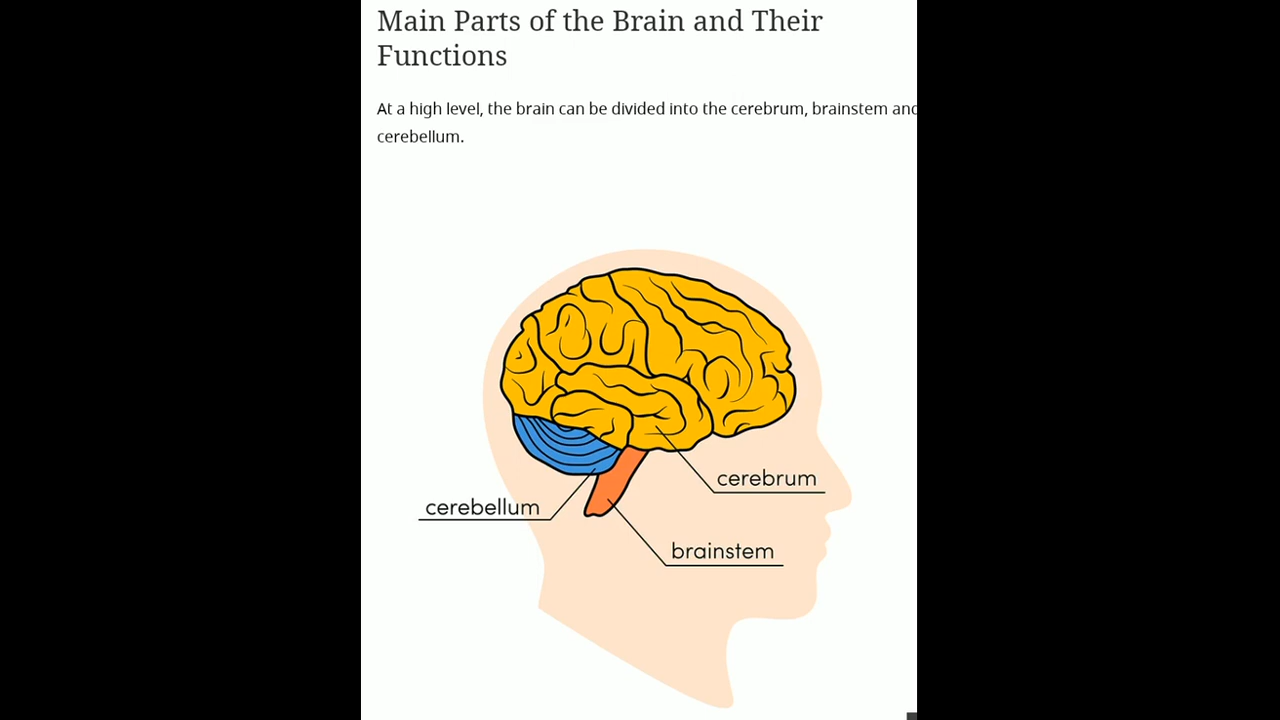 Main Parts of the Brain and Their
Functions
At a high level, the brain can be divided into the cerebrum, brainstem and
cerebellum.
cerebrum
cerebellum
brainstem